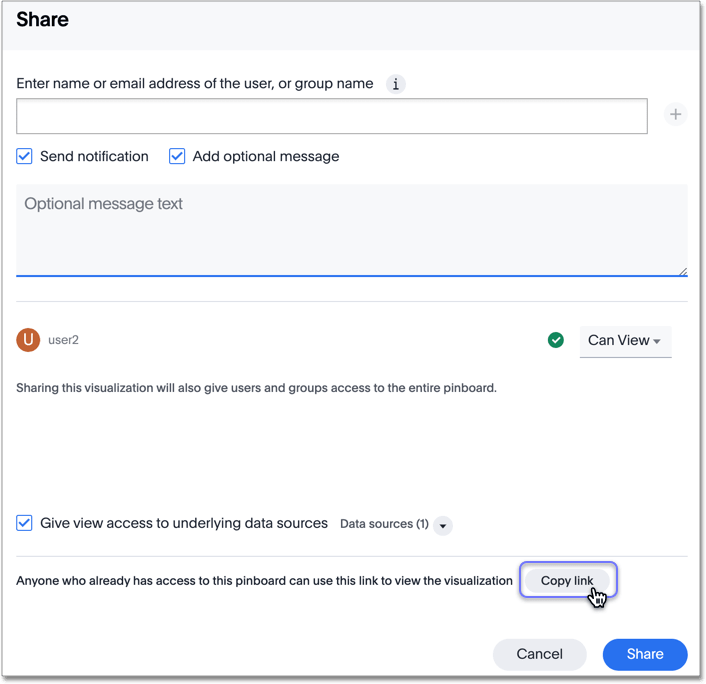 Share
Enter name or email address of the user, or group name i
+
Send notification Add optional message
Optional message text
U user2 Can View
Sharing this visualization will also give users and groups access to the entire pinboard.
Give view access to underlying data sources Data sources (1)
Anyone who already has access to this pinboard can use this link to view the visualization Copy link
Cancel Share